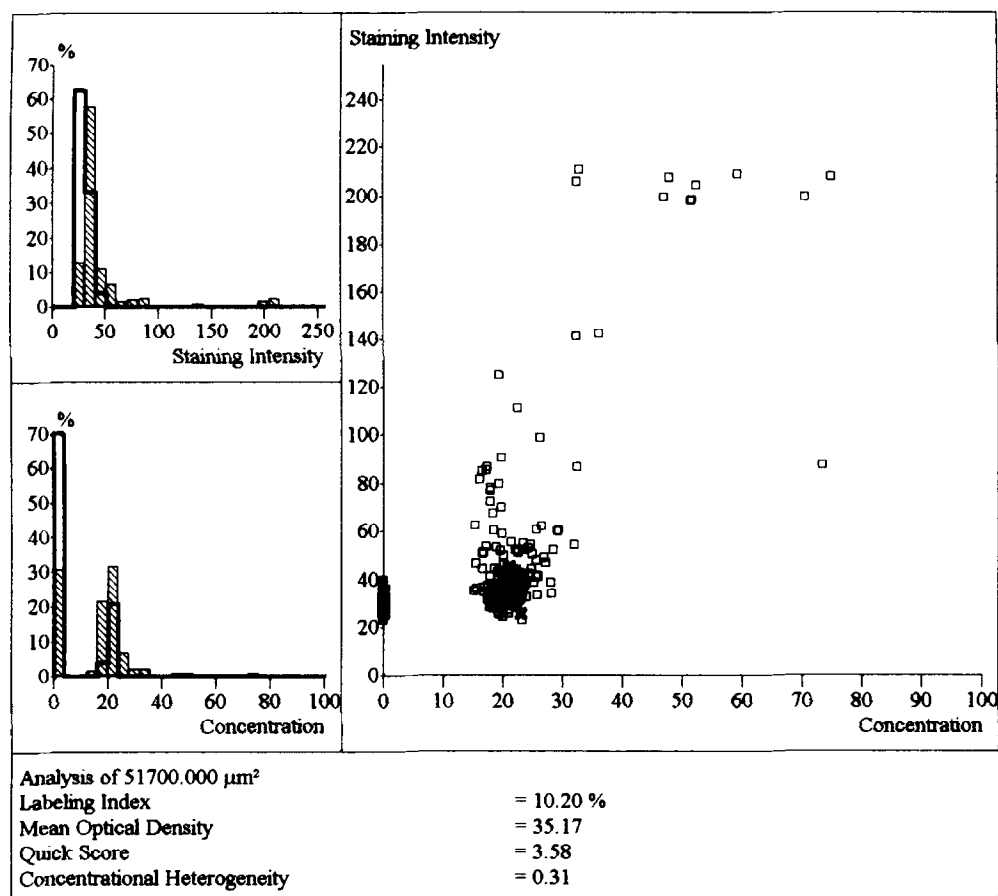 %
70
60
50
40
30
20
10
0
0 50 100 150 200 250
Staining Intensity
%
70
60
50
40
30
20
10
0
0 20 40 60 80 100
Concentration
Staining Intensity
240
220
200
180
160
140
120
100
80
60
40
20
0
0 10 20 30 40 50 60 70 80 90 100
Concentration
Analysis of 51700.000 µm²
Labeling Index = 10.20 %
Mean Optical Density = 35.17
Quick Score = 3.58
Concentrational Heterogeneity = 0.31